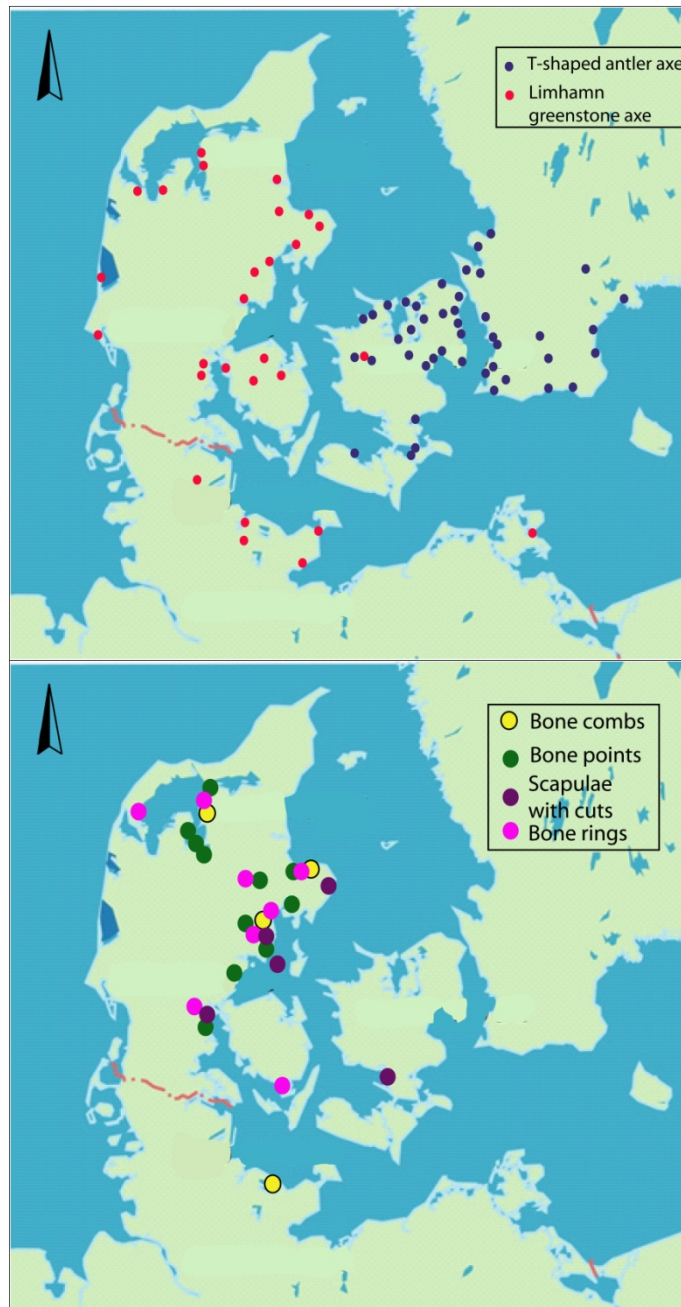 T-shaped antler axe
Limhamn
greenstone axe
Bone combs
Bone points
Scapulae
with cuts
Bone rings